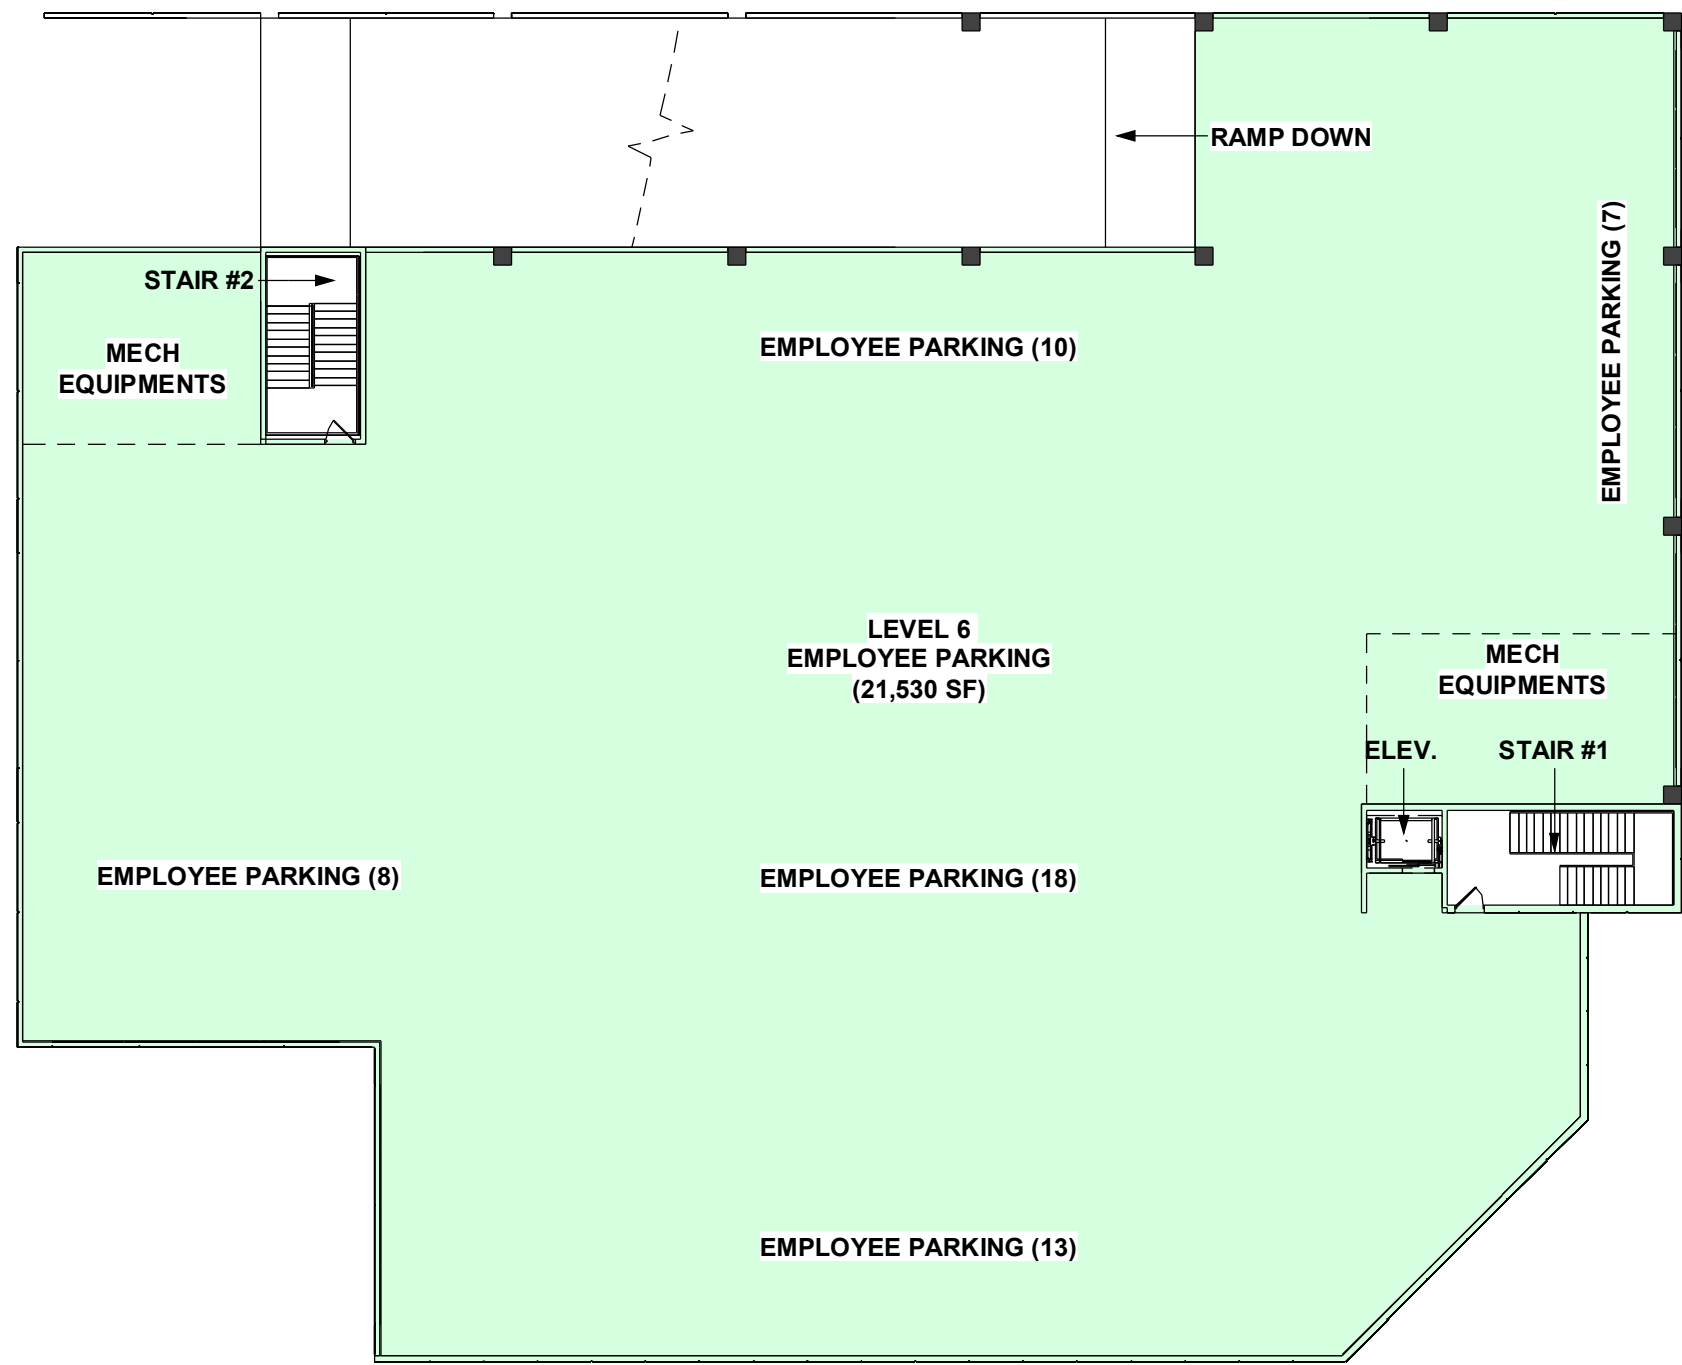 RAMP DOWN
STAIR #2
MECH
EQUIPMENTS
EMPLOYEE PARKING (10)
EMPLOYEE PARKING (7)
LEVEL 6
EMPLOYEE PARKING
(21,530 SF)
MECH
EQUIPMENTS
ELEV.
STAIR #1
EMPLOYEE PARKING (8)
EMPLOYEE PARKING (18)
EMPLOYEE PARKING (13)